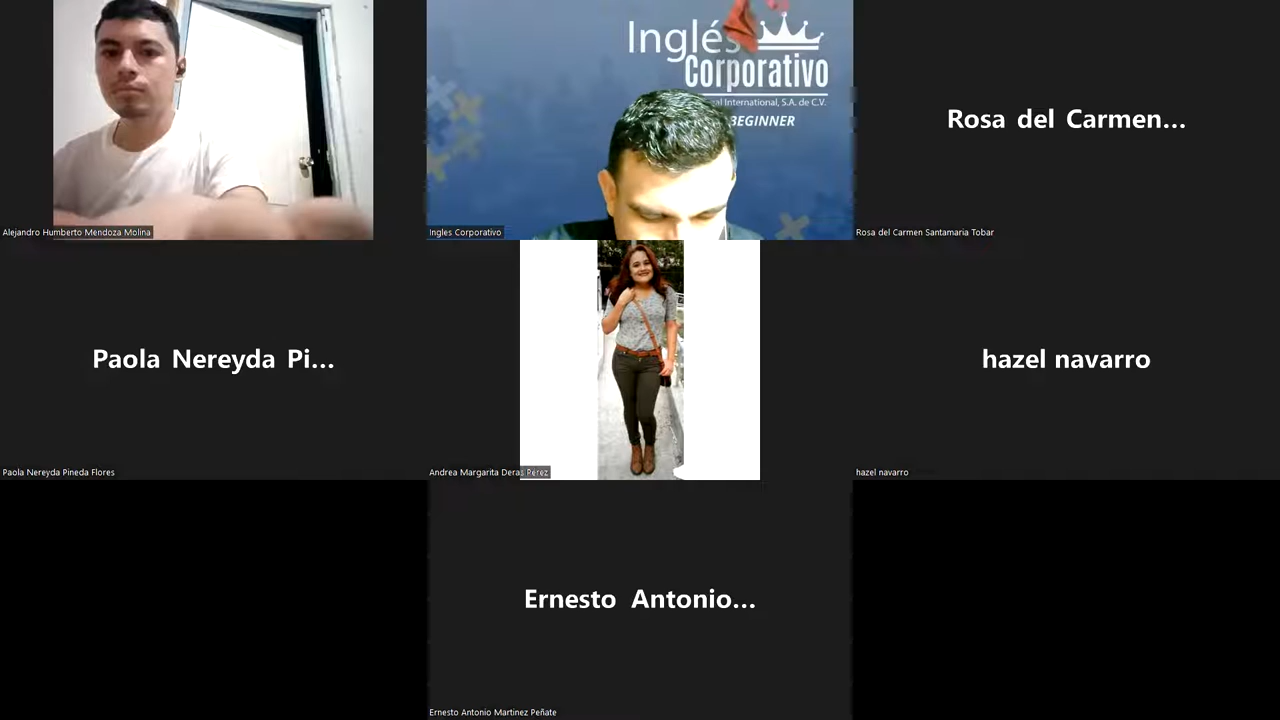 Inglés
Corporativo
al International, S.A. de C.V.
BEGINNER
Rosa del Carmen...
Alejandro Humberto Mendoza Molina
Ingles Corporativo
Rosa del Carmen Santamaria Tobar
Paola Nereyda Pi...
hazel navarro
Paola Nereyda Pineda Flores
Andrea Margarita Deras Perez
hazel navarro
Ernesto Antonio...
Ernesto Antonio Martinez Peñate